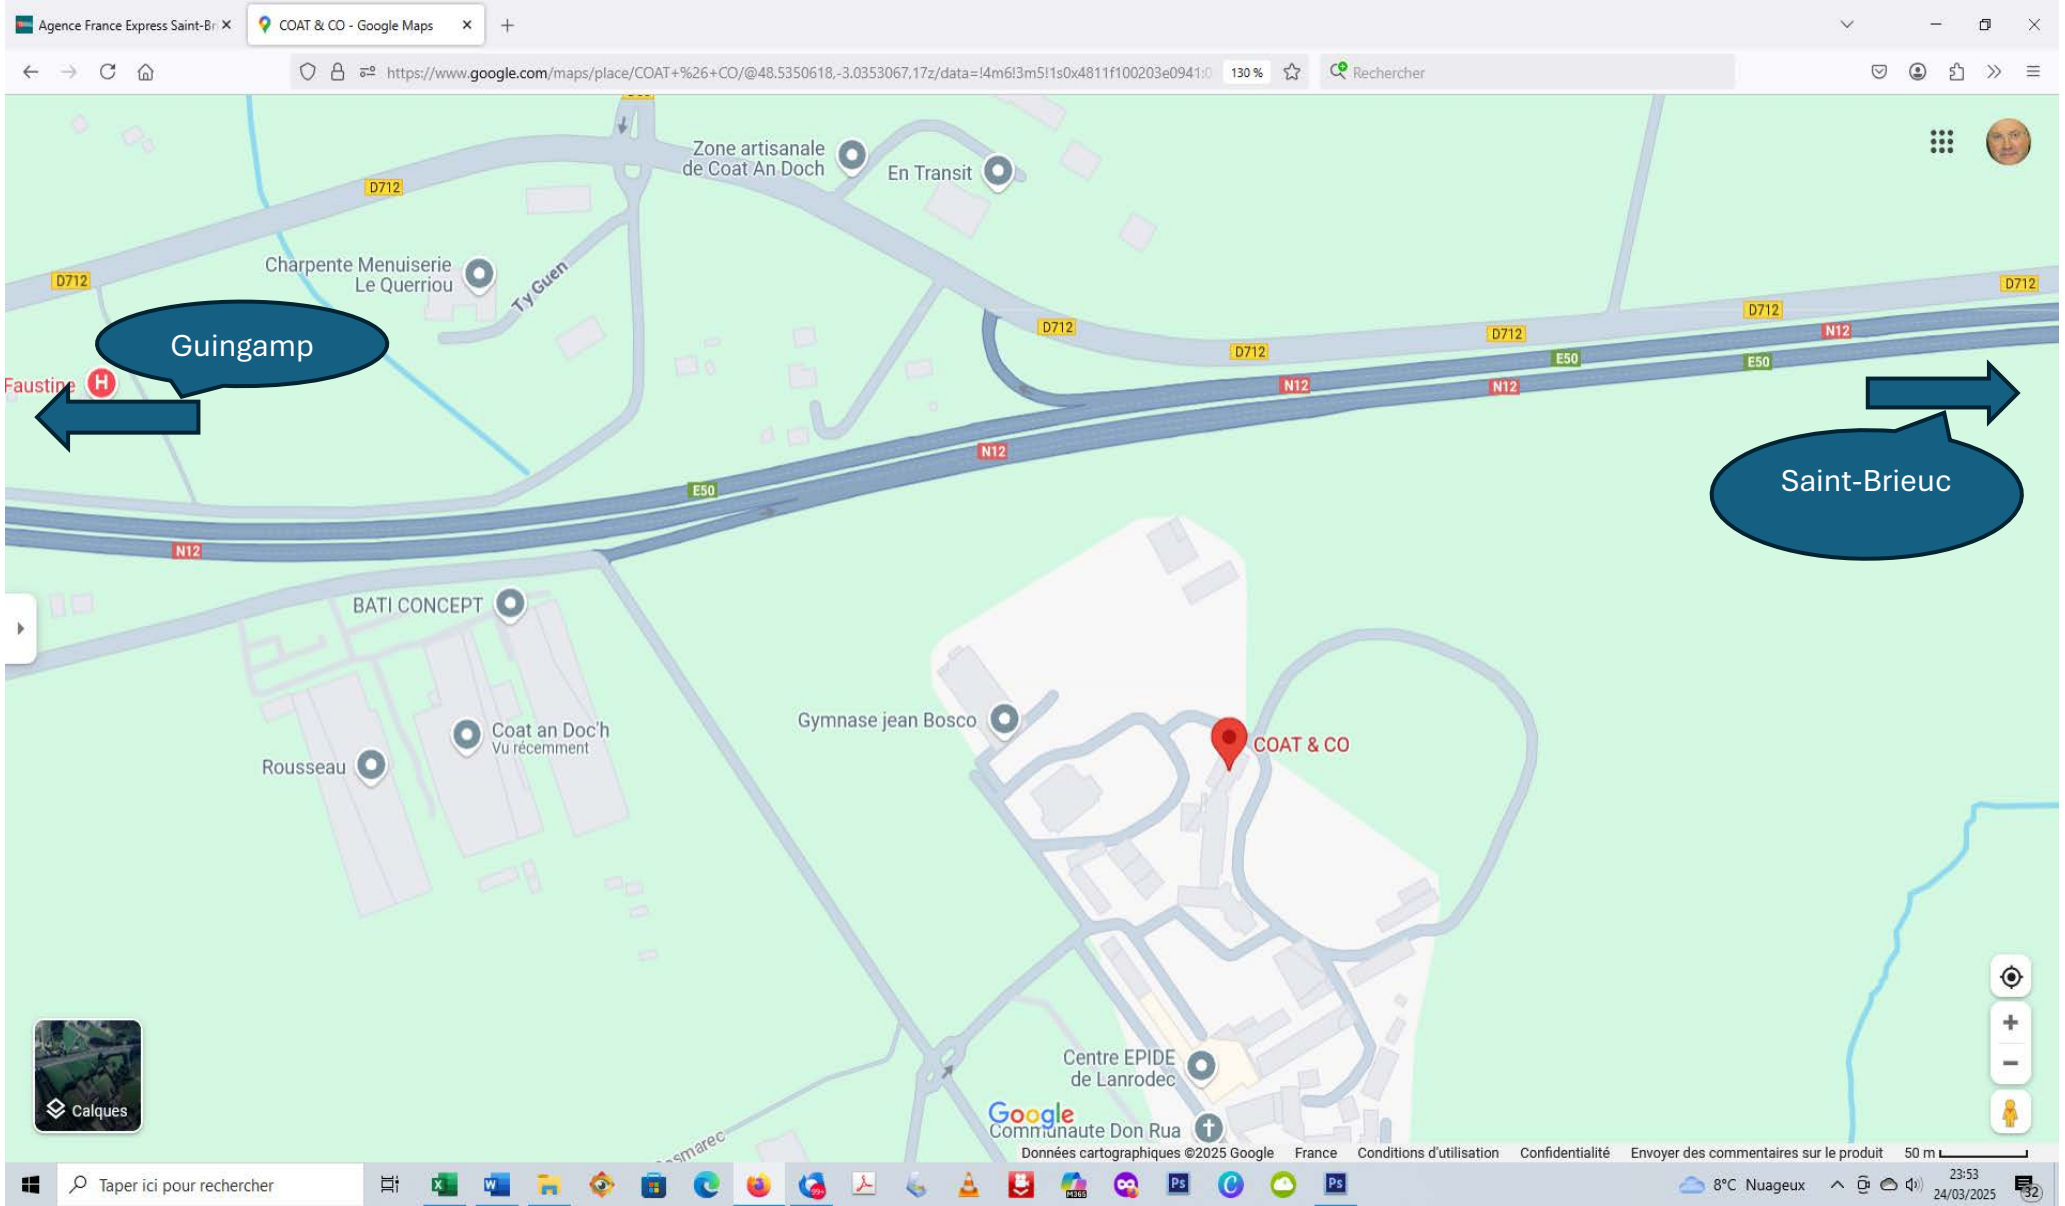 Agence France Express Saint-Br
COAT & CO - Google Maps
https://www.google.com/maps/place/COAT+%26+CO/@48.5350618,-3.0353067,17z/data=!4m6!3m5!1s0x4811f100203e0941:0
130 %
Rechercher
Zone artisanale
de Coat An Doch
En Transit
D712
Charpente Menuiserie
Le Querriou
Ty Guen
D712
D712
D712
D712
D712
D712
N12
E50
E50
N12
N12
Guingamp
Faustine
H
N12
Saint-Brieuc
E50
N12
BATI CONCEPT
Coat an Doc'h
Vu récemment
Rousseau
Gymnase jean Bosco
COAT & CO
Centre EPIDE
de Lanrodec
Google
Communauté Don Rua
Calques
Données cartographiques ©2025 Google France Conditions d'utilisation Confidentialité Envoyer des commentaires sur le produit 50 m
Taper ici pour rechercher
99+
M365
Ps
Ps
8°C Nuageux
23:53
24/03/2025
32